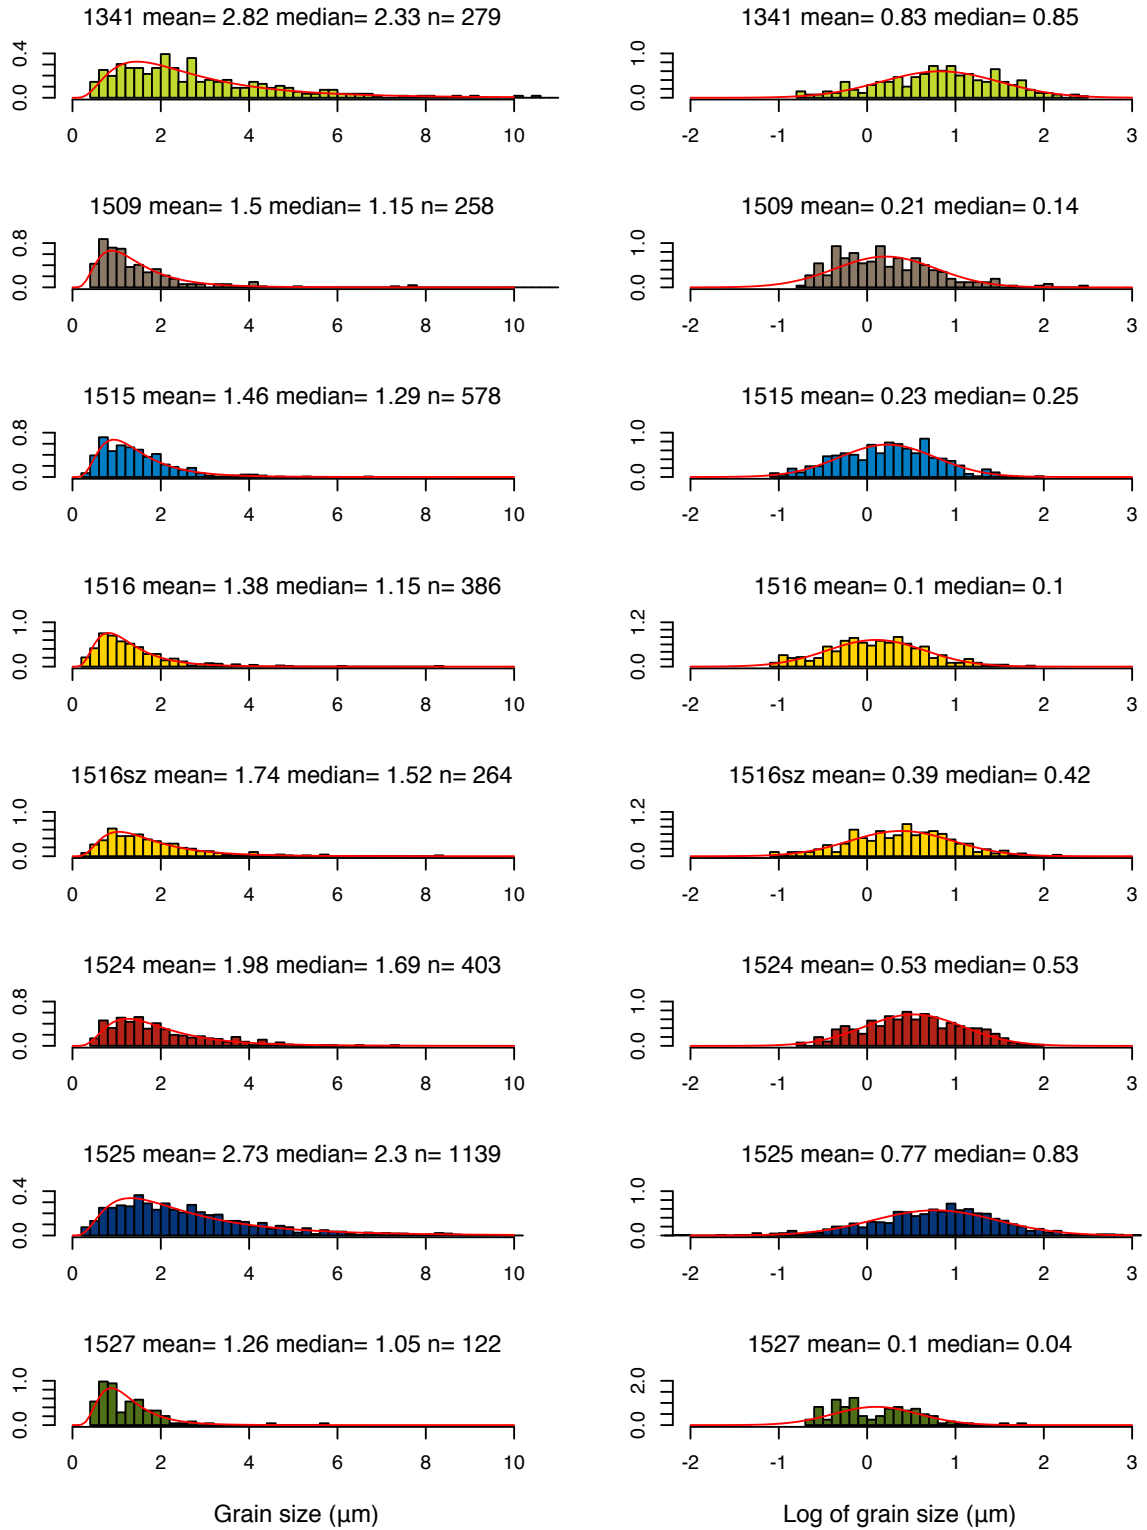 1341 mean= 2.82 median= 2.33 n= 279
1341 mean= 0.83 median= 0.85
0.0 0.4
0.0 1.0
0 2 4 6 8 10
-2 -1 0 1 2 3
1509 mean= 1.5 median= 1.15 n= 258
1509 mean= 0.21 median= 0.14
0.0 0.8
0.0 1.0
0 2 4 6 8 10
-2 -1 0 1 2 3
1515 mean= 1.46 median= 1.29 n= 578
1515 mean= 0.23 median= 0.25
0.0 0.8
0.0 1.0
0 2 4 6 8 10
-2 -1 0 1 2 3
1516 mean= 1.38 median= 1.15 n= 386
1516 mean= 0.1 median= 0.1
0.0 1.0
0.0 1.2
0 2 4 6 8 10
-2 -1 0 1 2 3
1516sz mean= 1.74 median= 1.52 n= 264
1516sz mean= 0.39 median= 0.42
0.0 1.0
0.0 1.2
0 2 4 6 8 10
-2 -1 0 1 2 3
1524 mean= 1.98 median= 1.69 n= 403
1524 mean= 0.53 median= 0.53
0.0 0.8
0.0 1.0
0 2 4 6 8 10
-2 -1 0 1 2 3
1525 mean= 2.73 median= 2.3 n= 1139
1525 mean= 0.77 median= 0.83
0.0 0.4
0.0 1.0
0 2 4 6 8 10
-2 -1 0 1 2 3
1527 mean= 1.26 median= 1.05 n= 122
1527 mean= 0.1 median= 0.04
0.0 1.0
0.0 2.0
0 2 4 6 8 10
-2 -1 0 1 2 3
Grain size (µm)
Log of grain size (µm)